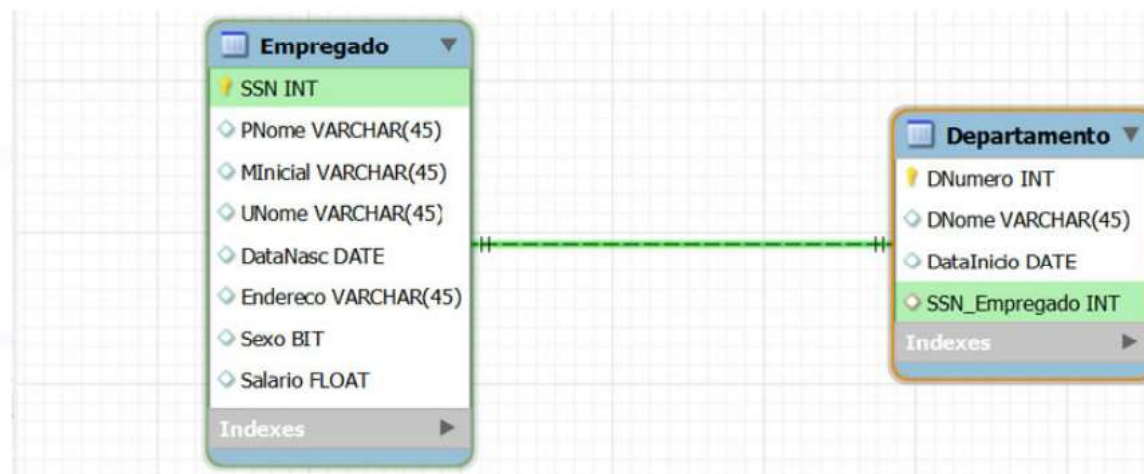 Empregado
SSN INT
PNome VARCHAR(45)
MInicial VARCHAR(45)
UNome VARCHAR(45)
DataNasc DATE
Endereco VARCHAR(45)
Sexo BIT
Salario FLOAT
Indexes
Departamento
DNumero INT
DNome VARCHAR(45)
DataInicio DATE
SSN_Empregado INT
Indexes